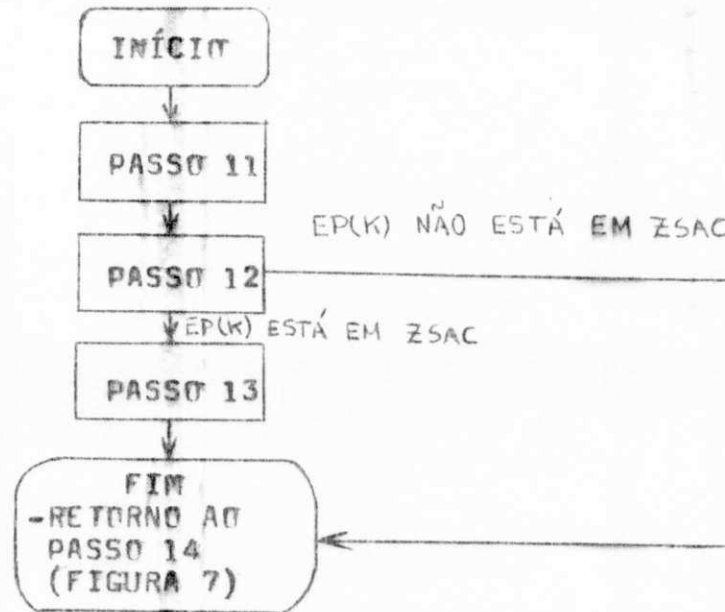 INÍCIO
PASSO 11
EP(K) NÃO ESTÁ EM ZSAC
PASSO 12
EP(K) ESTÁ EM ZSAC
PASSO 13
FIM
-RETORNO AO
PASSO 14
(FIGURA 7)